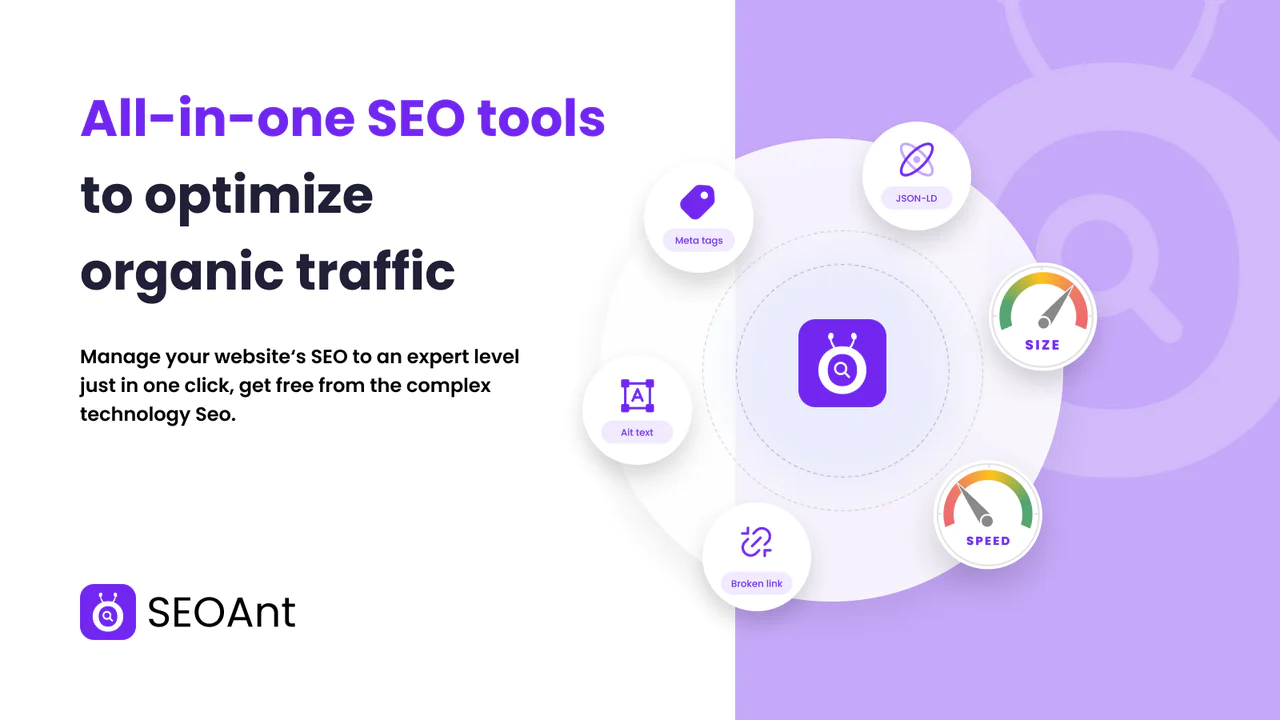 All-in-one SEO tools
to optimize
organic traffic
Manage your website‘s SEO to an expert level
just in one click, get free from the complex
technology Seo.
SEOAnt
JSON-LD
Meta tags
SIZE
A
Ait text
SPEED
Broken link